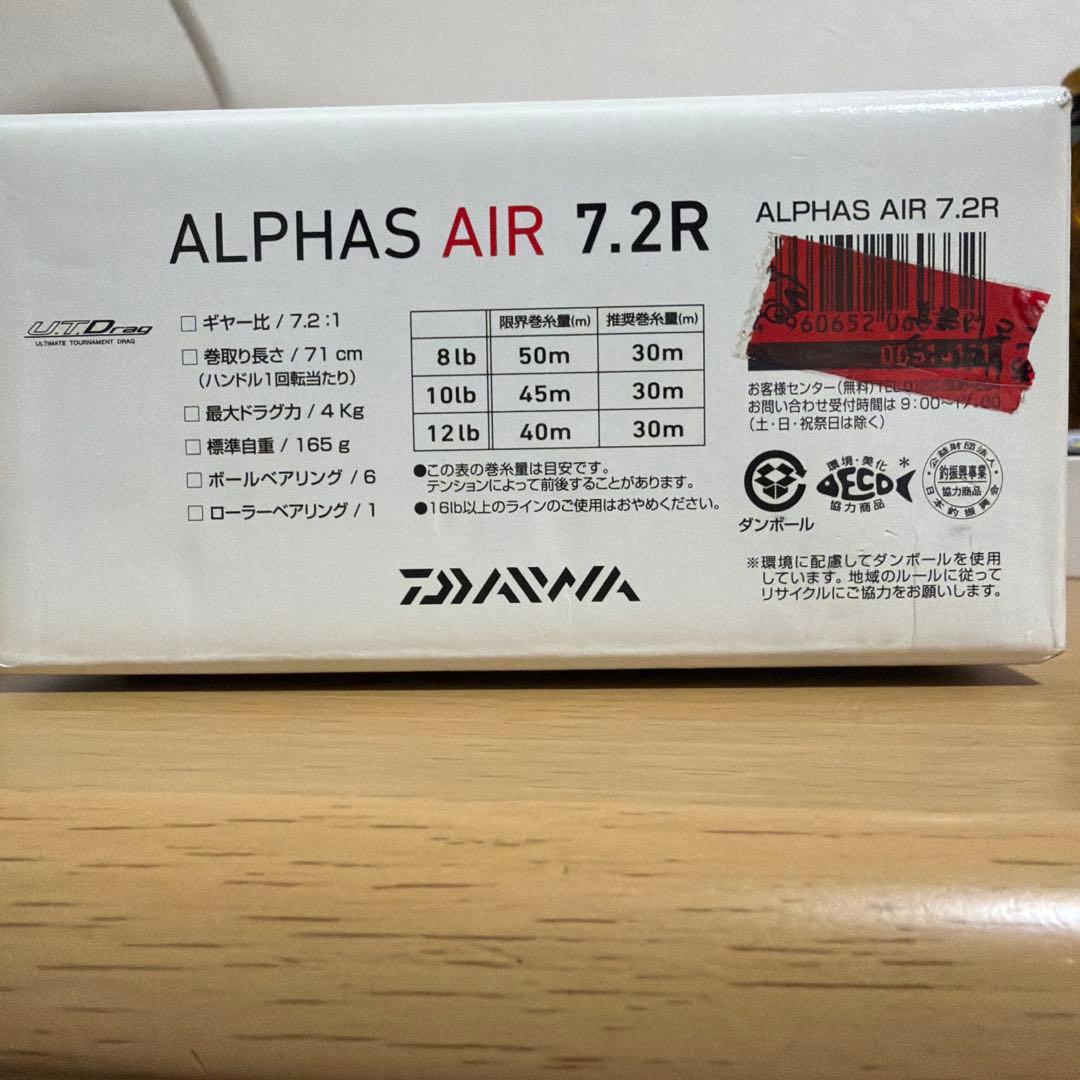 ALPHAS AIR 7.2R
U.T.Drag
ULTIMATE TOURNAMENT DRAG
□ ギヤー比 / 7.2:1
□ 巻取り長さ / 71 cm
(ハンドル1回転当たり)
□ 最大ドラグ力 / 4 Kg
□ 標準自重 / 165 g
□ ボールベアリング / 6
□ ローラーベアリング / 1
限界巻糸量(m) 推奨巻糸量(m)
8lb 50m 30m
10lb 45m 30m
12lb 40m 30m
●この表の巻糸量は目安です。
テンションによって前後することがあります。
●16lb以上のラインのご使用はおやめください。
DAIWA
ALPHAS AIR 7.2R
960652
お客様センター(無料)
お問い合わせ受付時間は 9:00〜17:00
(土・日・祝祭日は除く)
ダンボール
環境・美化
ECO
協力商品
公益財団法人
釣振興事業
協力商品
日本釣振興会
※環境に配慮してダンボールを使用
しています。地域のルールに従って
リサイクルにご協力をお願いします。